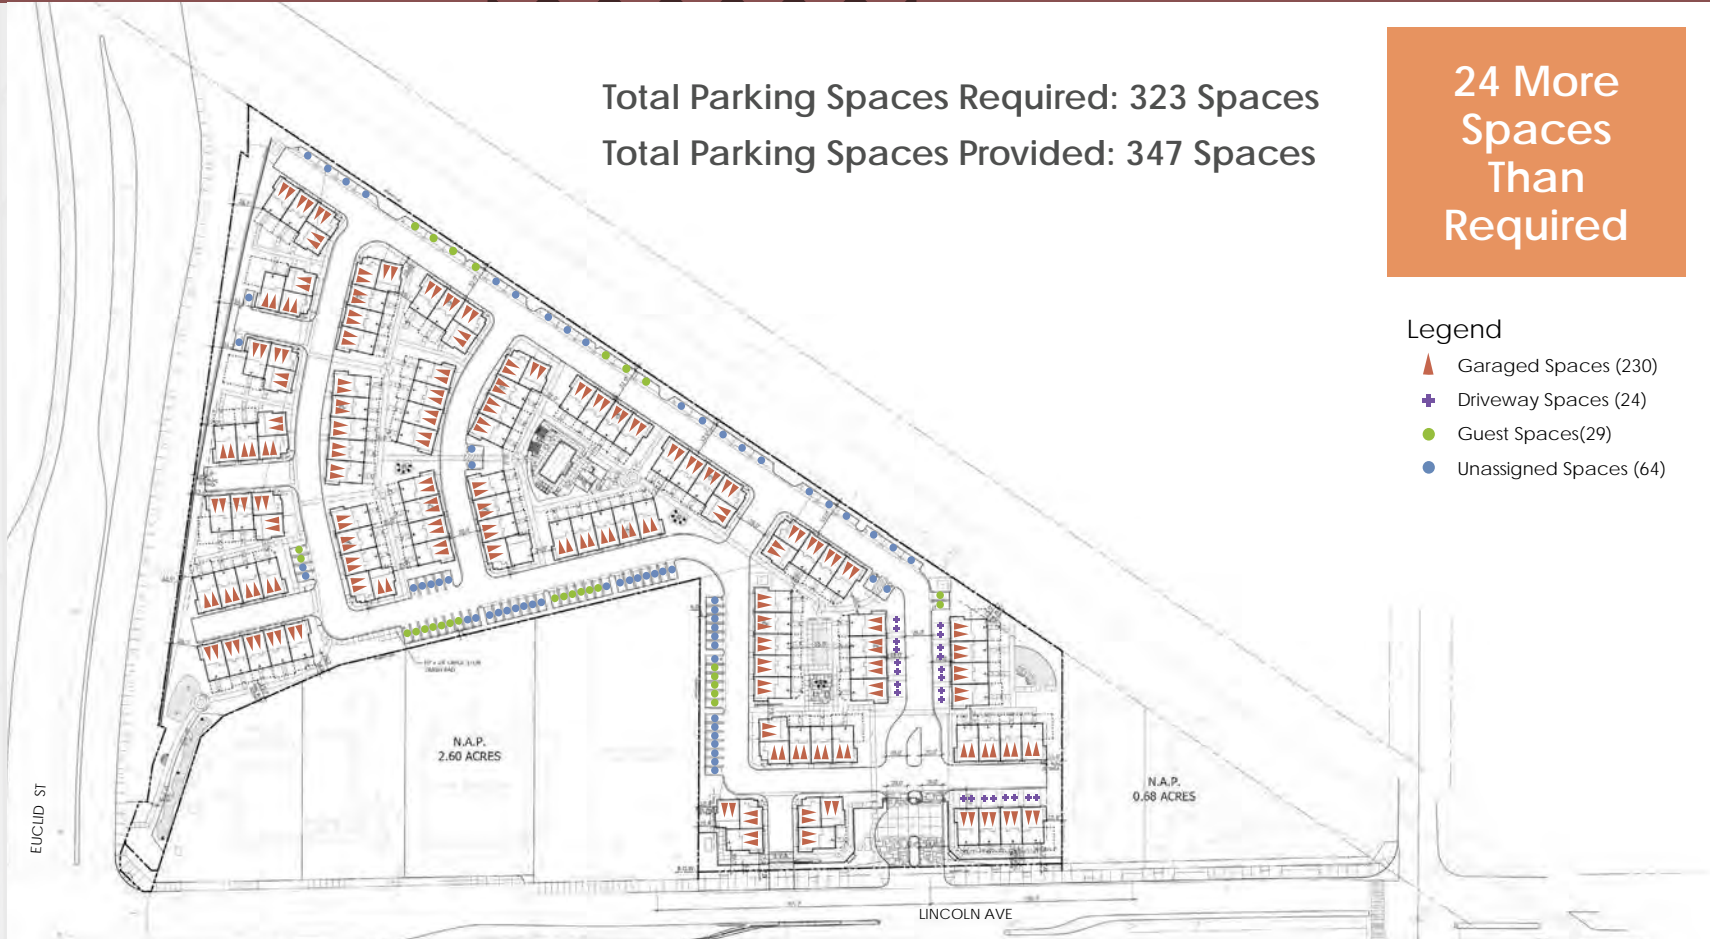 Total Parking Spaces Required: 323 Spaces
Total Parking Spaces Provided: 347 Spaces
24 More
Spaces
Than
Required
Legend
Garaged Spaces (230)
Driveway Spaces (24)
Guest Spaces(29)
Unassigned Spaces (64)
N.A.P.
2.60 ACRES
N.A.P.
0.68 ACRES
EUCLID ST
LINCOLN AVE